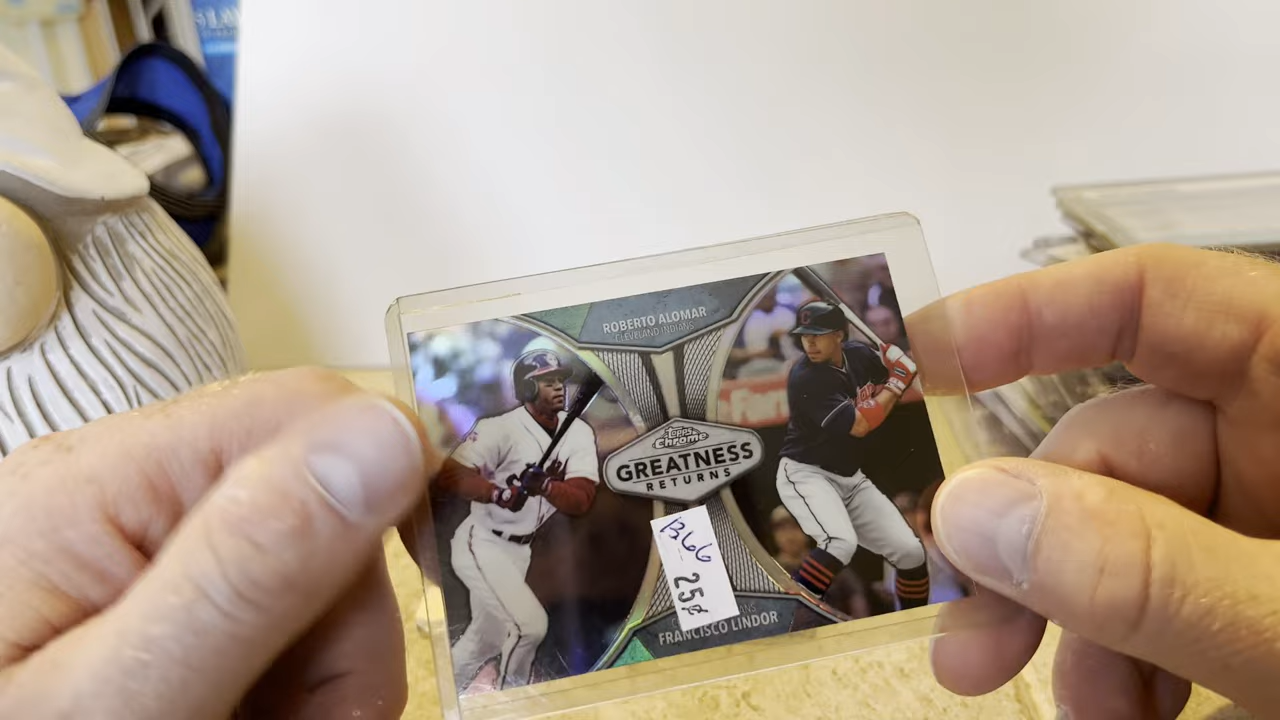 ROBERTO ALOMAR
CLEVELAND INDIANS
Topps
Chrome
GREATNESS
RETURNS
B66
25¢
FRANCISCO LINDOR